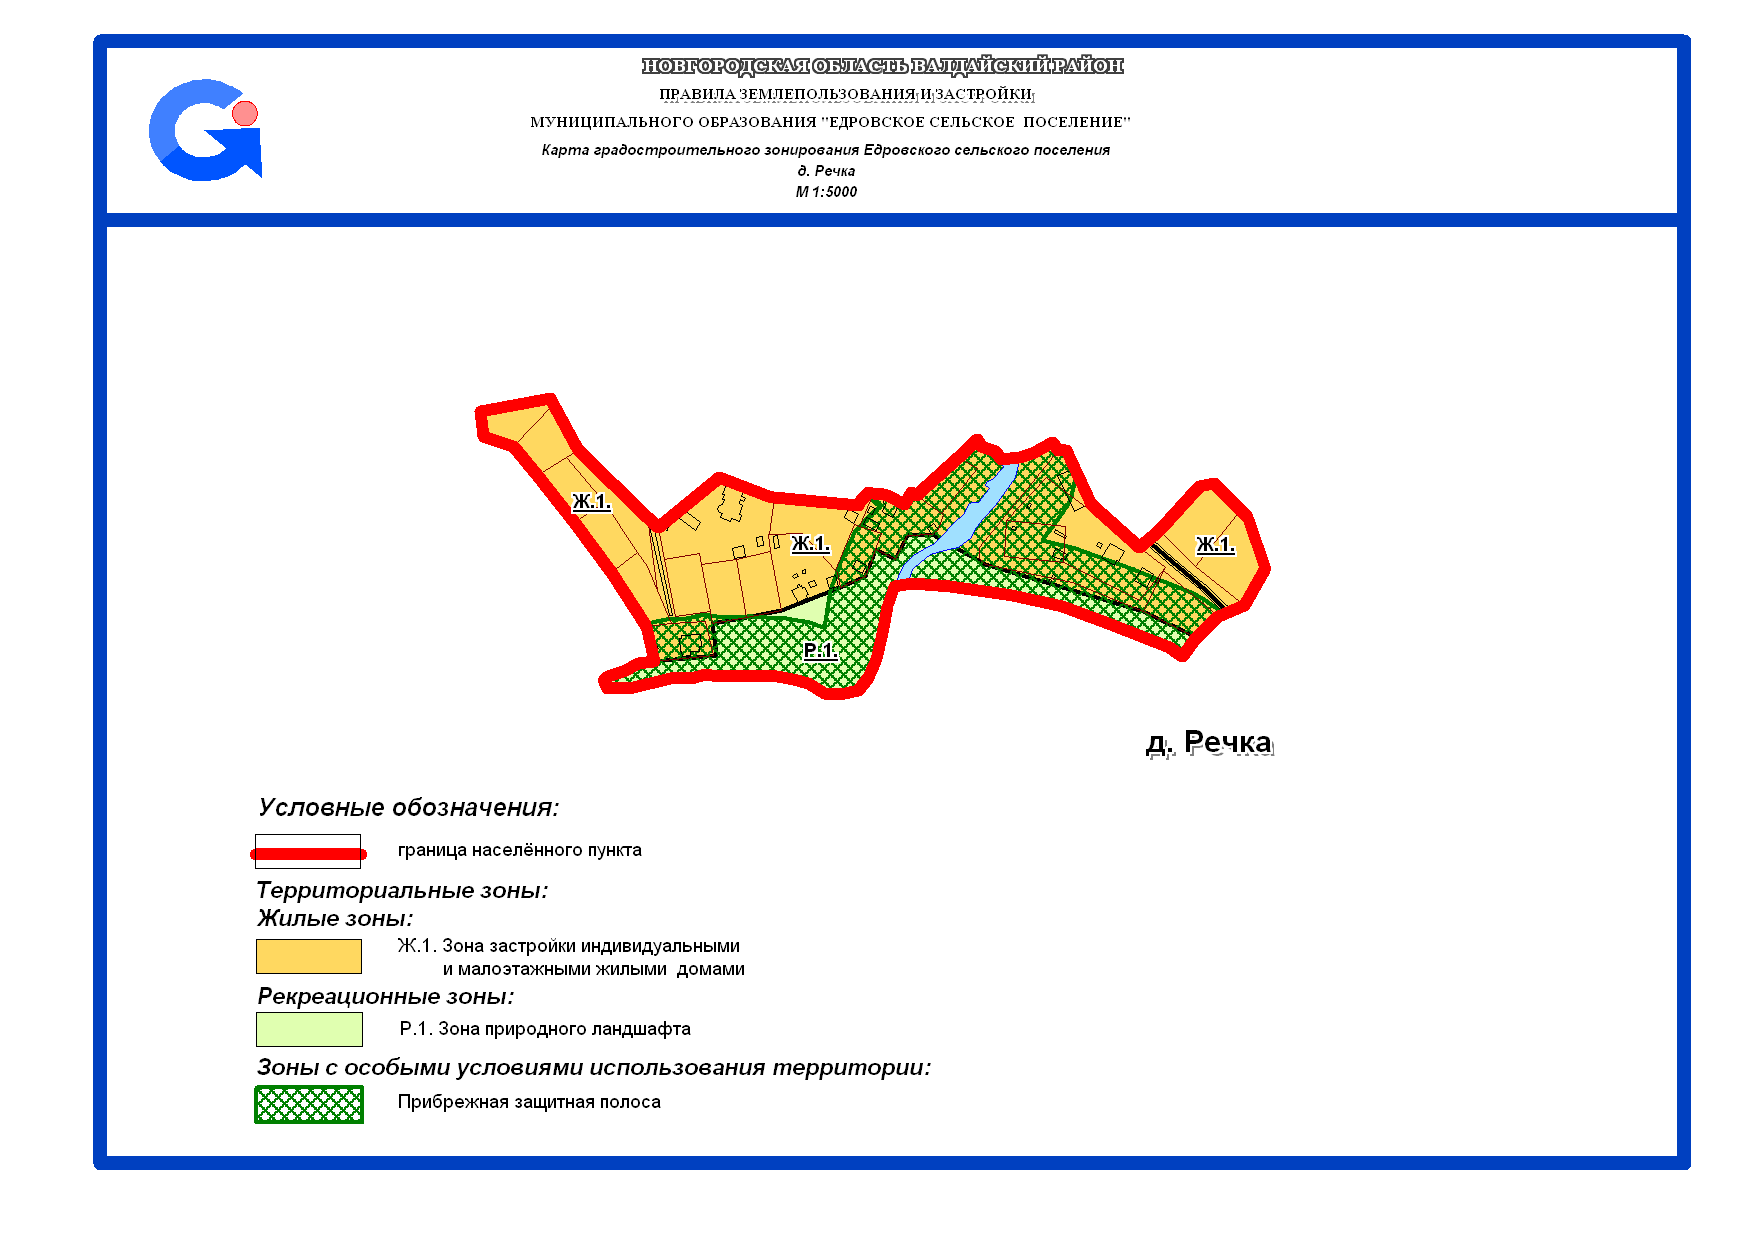 НОВГОРОДСКАЯ ОБЛАСТЬ ВАЛДАЙСКИЙ РАЙОН
ПРАВИЛА ЗЕМЛЕПОЛЬЗОВАНИЯ И ЗАСТРОЙКИ
МУНИЦИПАЛЬНОГО ОБРАЗОВАНИЯ "ЕДРОВСКОЕ СЕЛЬСКОЕ ПОСЕЛЕНИЕ"
Карта градостроительного зонирования Едровского сельского поселения
д. Речка
М 1:5000
Ж.1.
Ж.1.
Ж.1.
Р.1.
д. Речка
Условные обозначения:
граница населённого пункта
Территориальные зоны:
Жилые зоны:
Ж.1. Зона застройки индивидуальными
и малоэтажными жилыми домами
Рекреационные зоны:
Р.1. Зона природного ландшафта
Зоны с особыми условиями использования территории:
Прибрежная защитная полоса